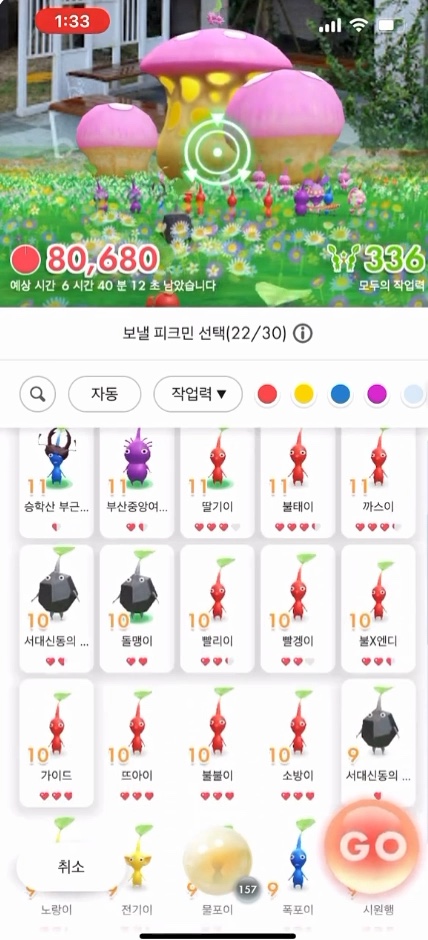 1:33
80,680
336
예상 시간 6 시간 40 분 12 초 남았습니다
모두의 작업력
보낼 피크민 선택(22/30)
자동
작업력▼
11 11 11 11 11
승학산 부근... 부산중앙여... 딸기이 불태이 까스이
10 10 10 10 10
서대신동의 ... 돌맹이 빨리이 빨겡이 불X엔디
10 10 10 10 9
가이드 뜨아이 불불이 소방이 서대신동의 ...
GO
취소
157
9 9 9 9 9
노랑이 전기이 물포이 폭포이 시원행